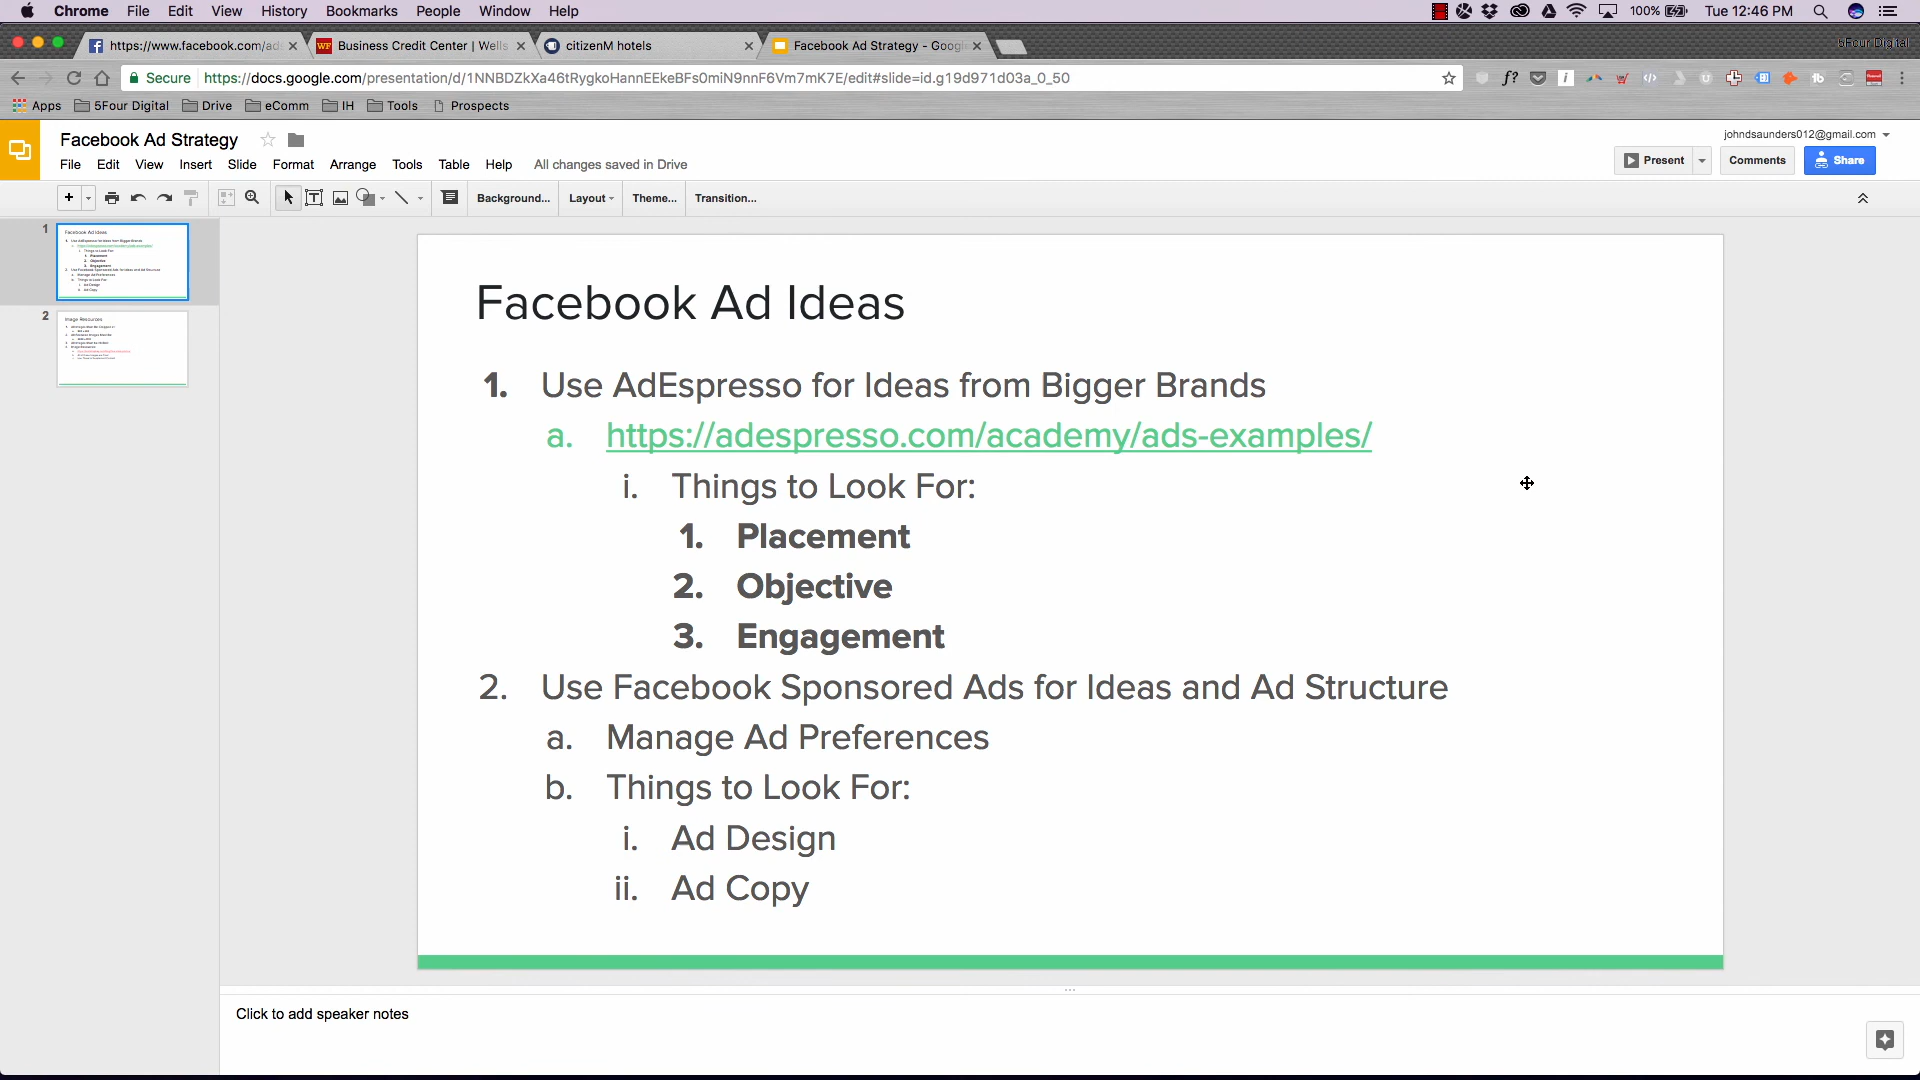 Chrome File Edit View History Bookmarks People Window Help 100% Tue 12:46 PM
https://www.facebook.com/ad Business Credit Center | Wells citizenM hotels Facebook Ad Strategy - Goog 5Four Digital
Secure https://docs.google.com/presentation/d/1NNBDZkXa46tRygkoHannEEkeBFs0miN9nnF6Vm7mK7E/edit#slide=id.g19d971d03a_0_50
Apps 5Four Digital Drive eComm IH Tools Prospects
Facebook Ad Strategy johndsaunders012@gmail.com
File Edit View Insert Slide Format Arrange Tools Table Help All changes saved in Drive Present Comments Share
Background... Layout Theme... Transition...
1
2
Facebook Ad Ideas
1. Use AdEspresso for Ideas from Bigger Brands
a. https://adespresso.com/academy/ads-examples/
i. Things to Look For:
1. Placement
2. Objective
3. Engagement
2. Use Facebook Sponsored Ads for Ideas and Ad Structure
a. Manage Ad Preferences
b. Things to Look For:
i. Ad Design
ii. Ad Copy
Click to add speaker notes